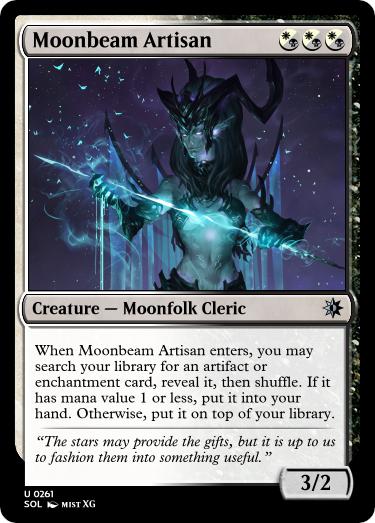 Moonbeam Artisan
Creature — Moonfolk Cleric
When Moonbeam Artisan enters, you may
search your library for an artifact or
enchantment card, reveal it, then shuffle. If it
has mana value 1 or less, put it into your
hand. Otherwise, put it on top of your library.
“The stars may provide the gifts, but it is up to us
to fashion them into something useful.”
3/2
U 0261
SOL MIST XG